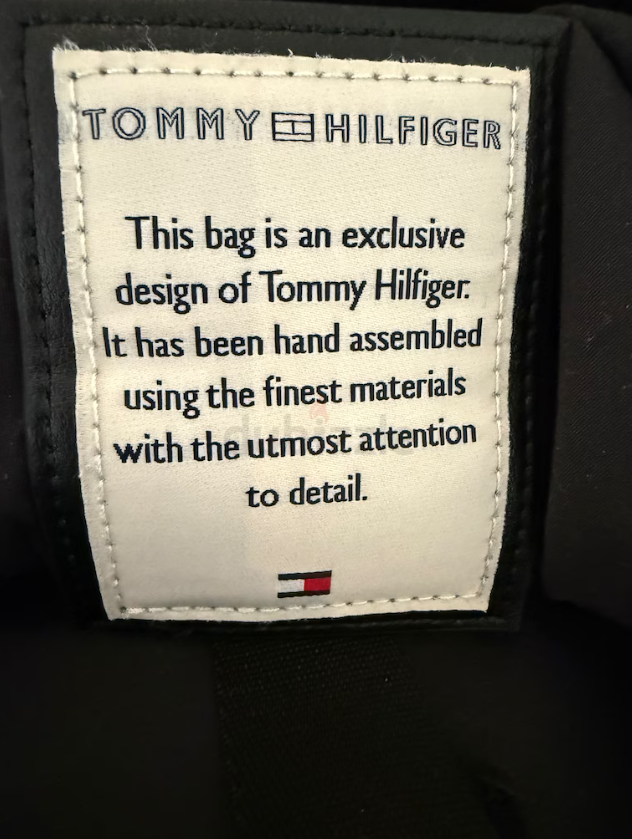 TOMMY HILFIGER
This bag is an exclusive
design of Tommy Hilfiger.
It has been hand assembled
using the finest materials
with the utmost attention
to detail.
dubizzle